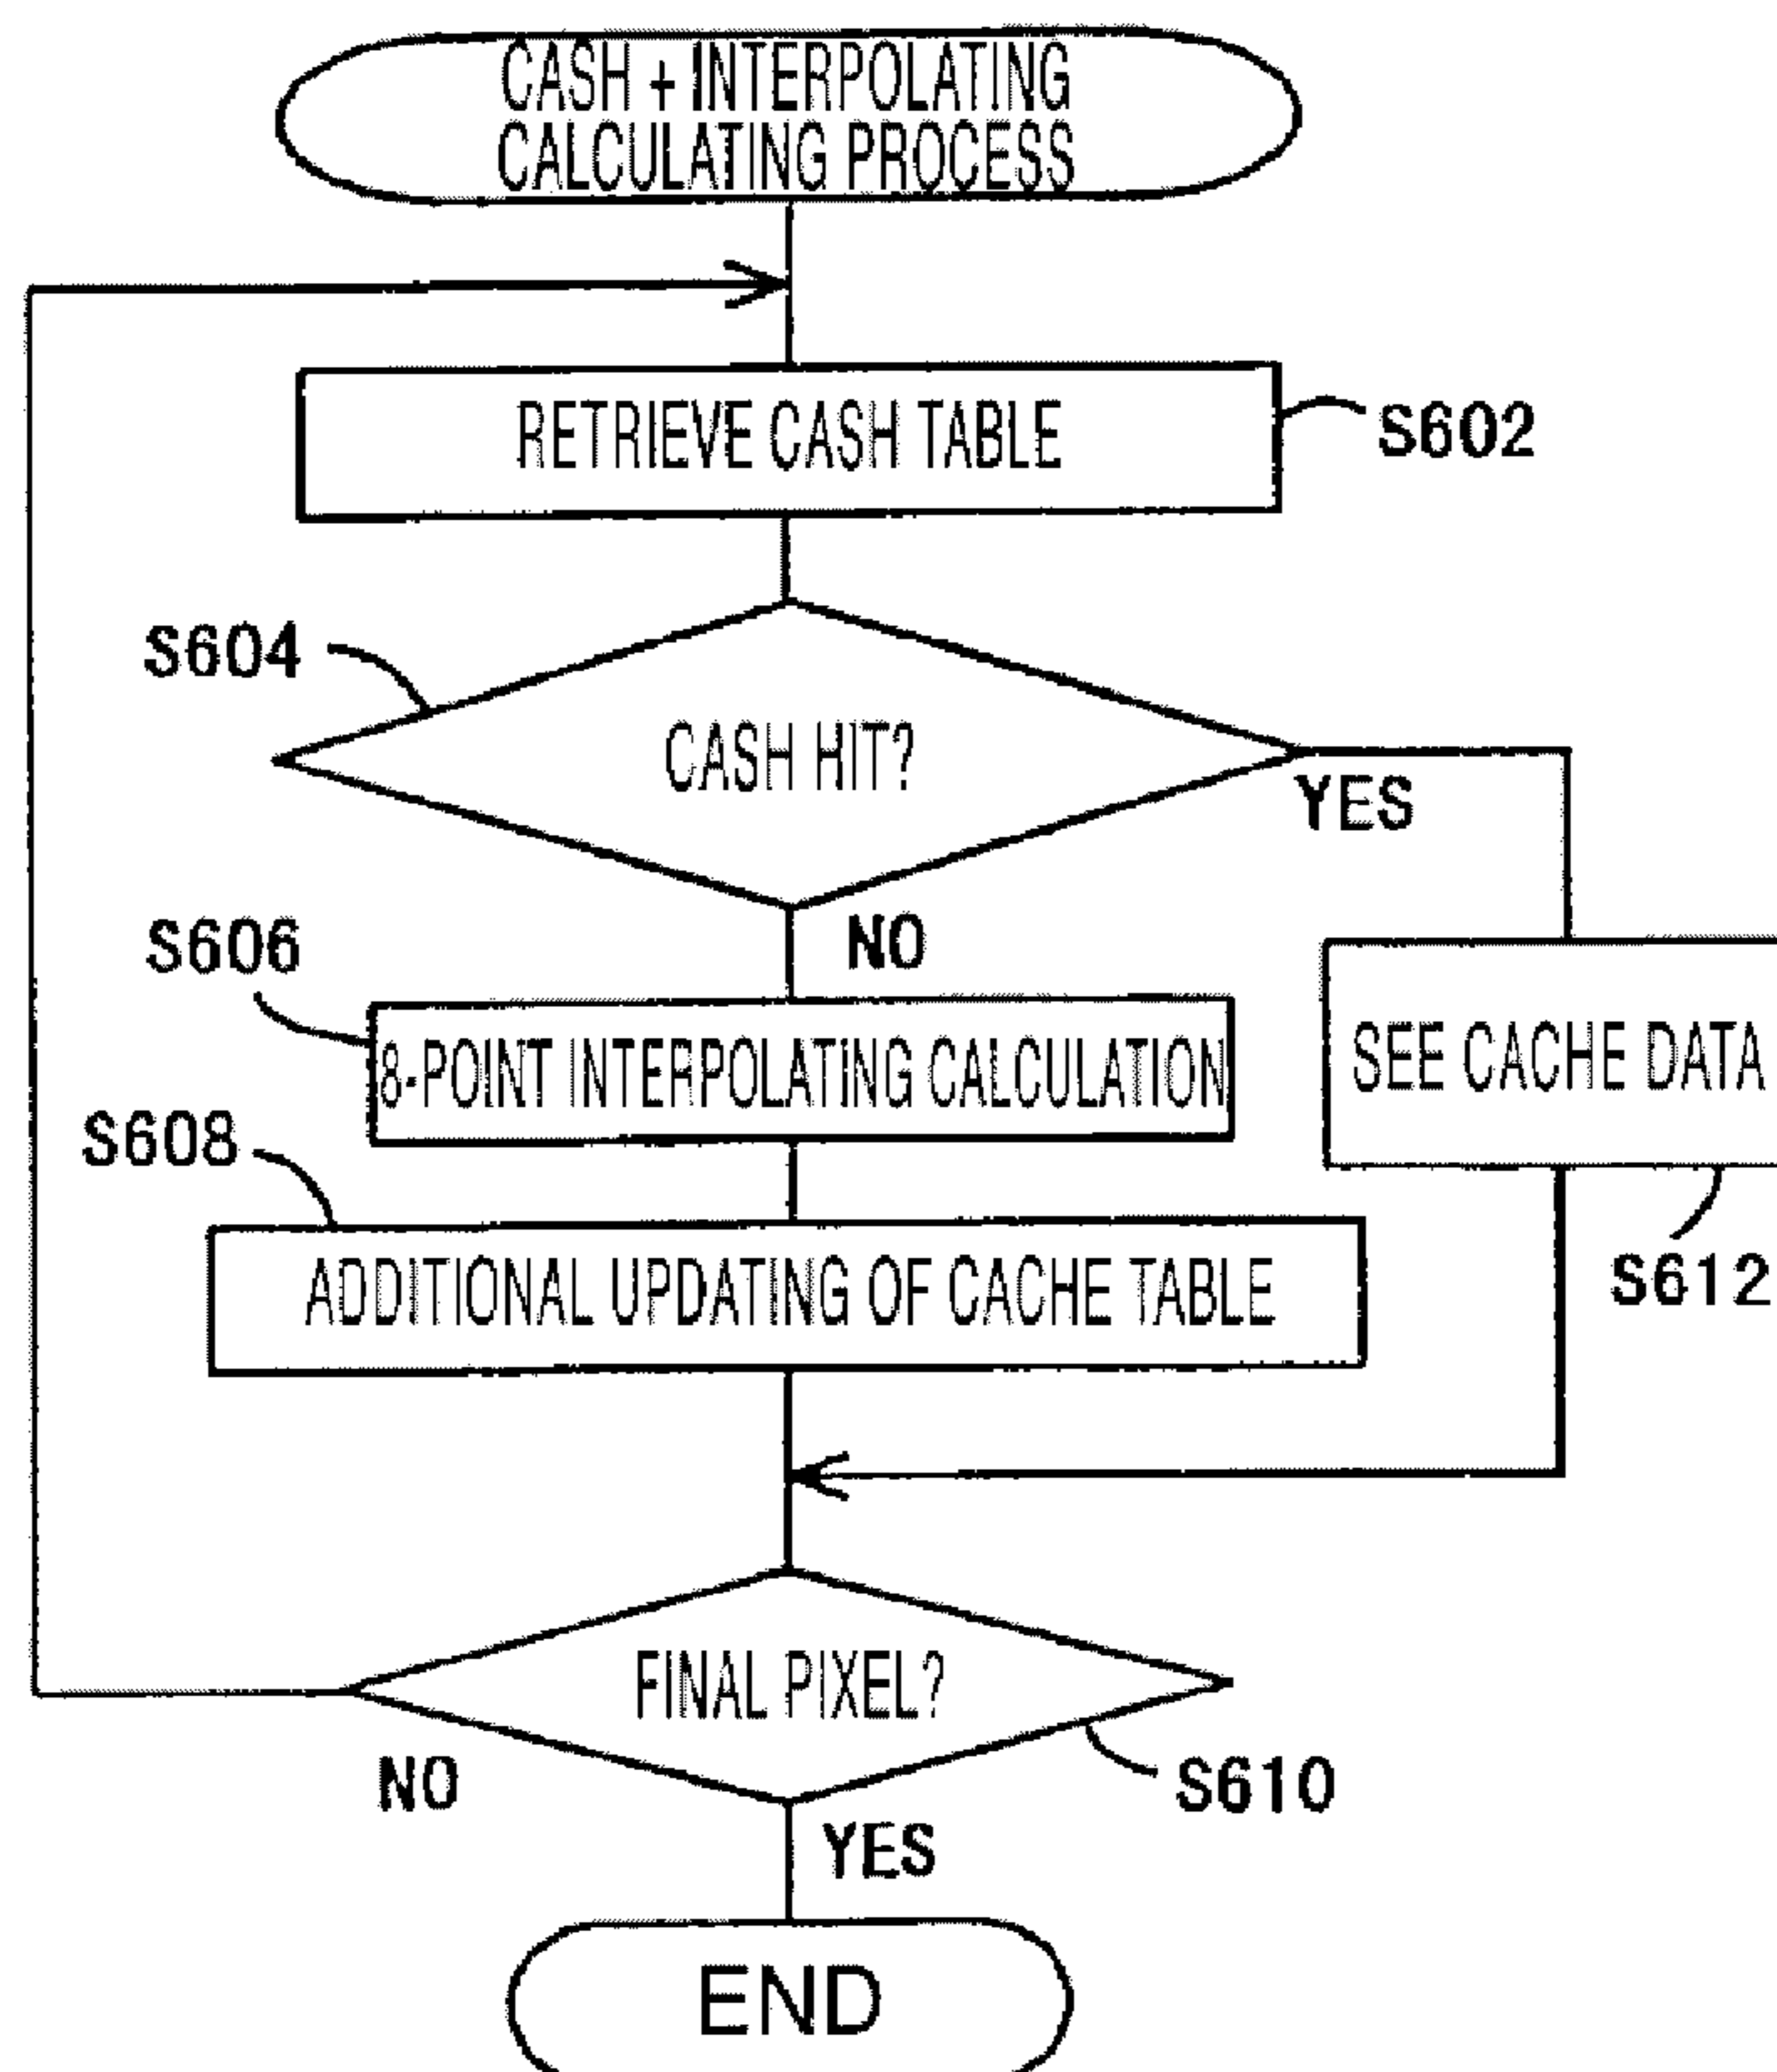 CASH + INTERPOLATING
CALCULATING PROCESS
RETRIEVE CASH TABLE
S602
S604
CASH HIT?
YES
NO
S606
8-POINT INTERPOLATING CALCULATION
SEE CACHE DATA
S608
ADDITIONAL UPDATING OF CACHE TABLE
S612
FINAL PIXEL?
NO
S610
YES
END